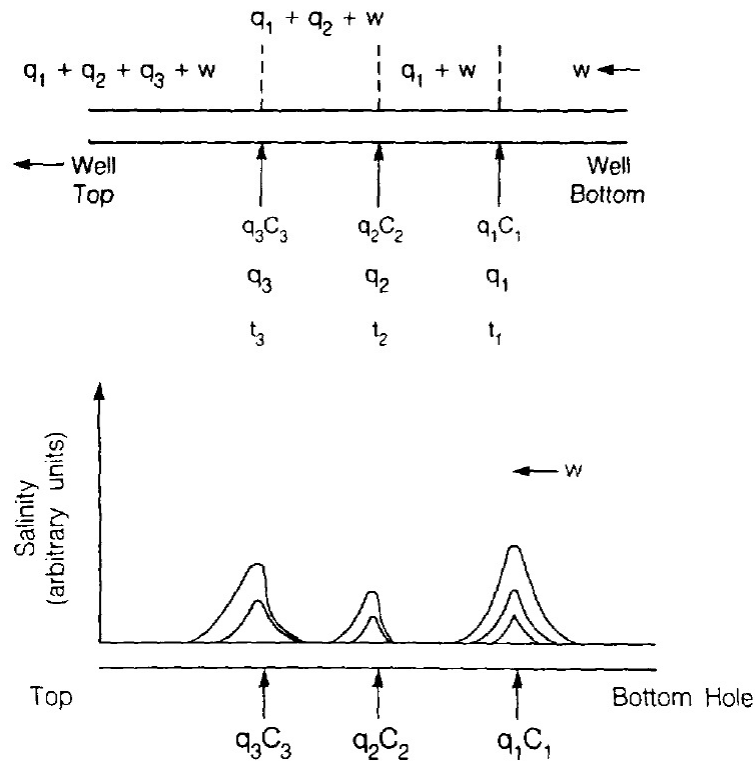 q₁ + q₂ + w
q₁ + q₂ + q₃ + w q₁ + w w
Well Top Well Bottom
q₃C₃ q₂C₂ q₁C₁
q₃ q₂ q₁
t₃ t₂ t₁
Salinity
(arbitrary units)
w
Top Bottom Hole
q₃C₃ q₂C₂ q₁C₁